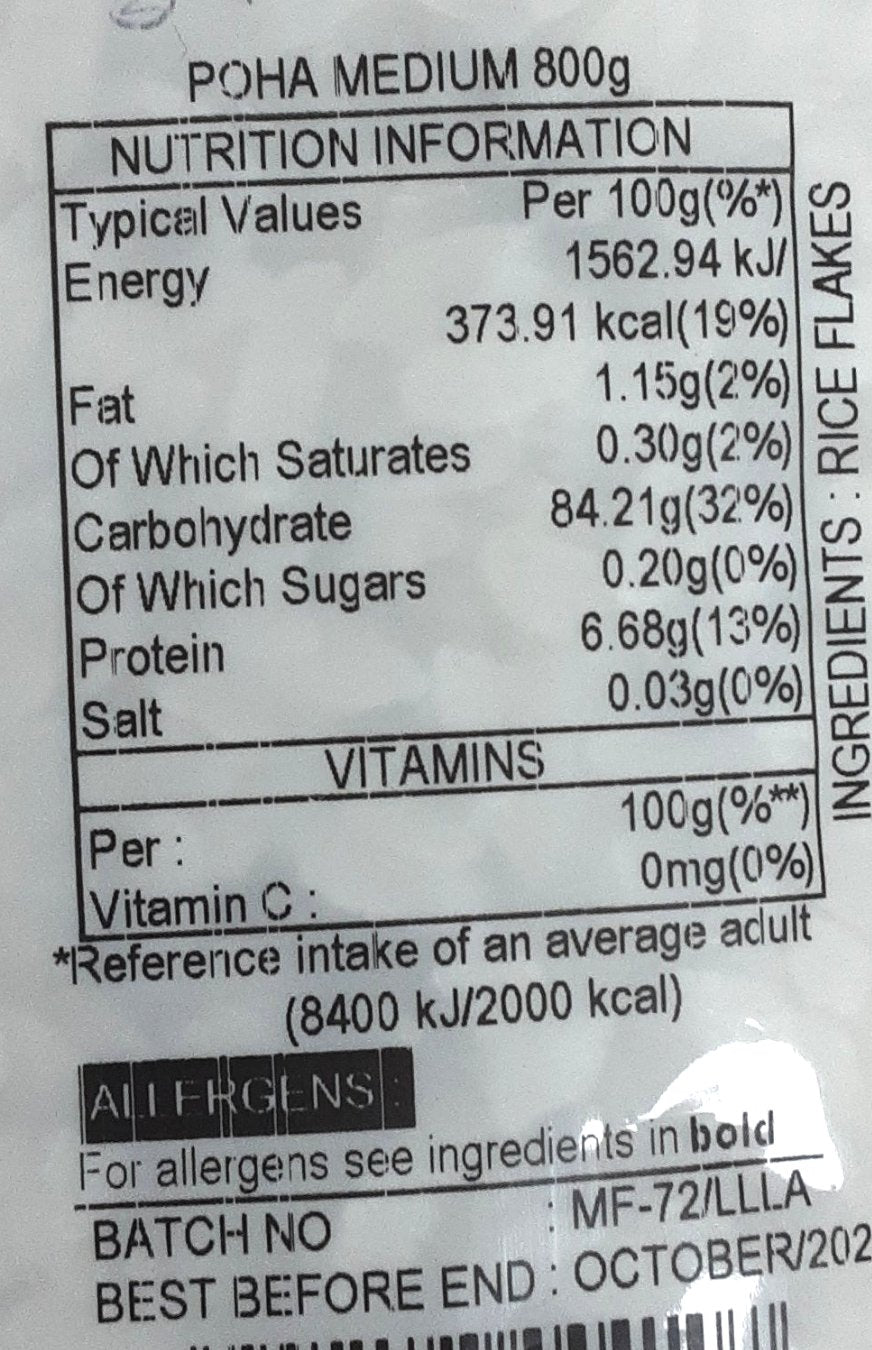 POHA MEDIUM 800g
NUTRITION INFORMATION
Typical Values Per 100g(%*)
Energy 1562.94 kJ/
373.91 kcal(19%)
Fat 1.15g(2%)
Of Which Saturates 0.30g(2%)
Carbohydrate 84.21g(32%)
Of Which Sugars 0.20g(0%)
Protein 6.68g(13%)
Salt 0.03g(0%)
VITAMINS
Per : 100g(%**)
Vitamin C : 0mg(0%)
*Reference intake of an average adult
(8400 kJ/2000 kcal)
ALLERGENS :
For allergens see ingredients in bold
BATCH NO : MF-72/LLLA
BEST BEFORE END : OCTOBER/202
INGREDIENTS : RICE FLAKES